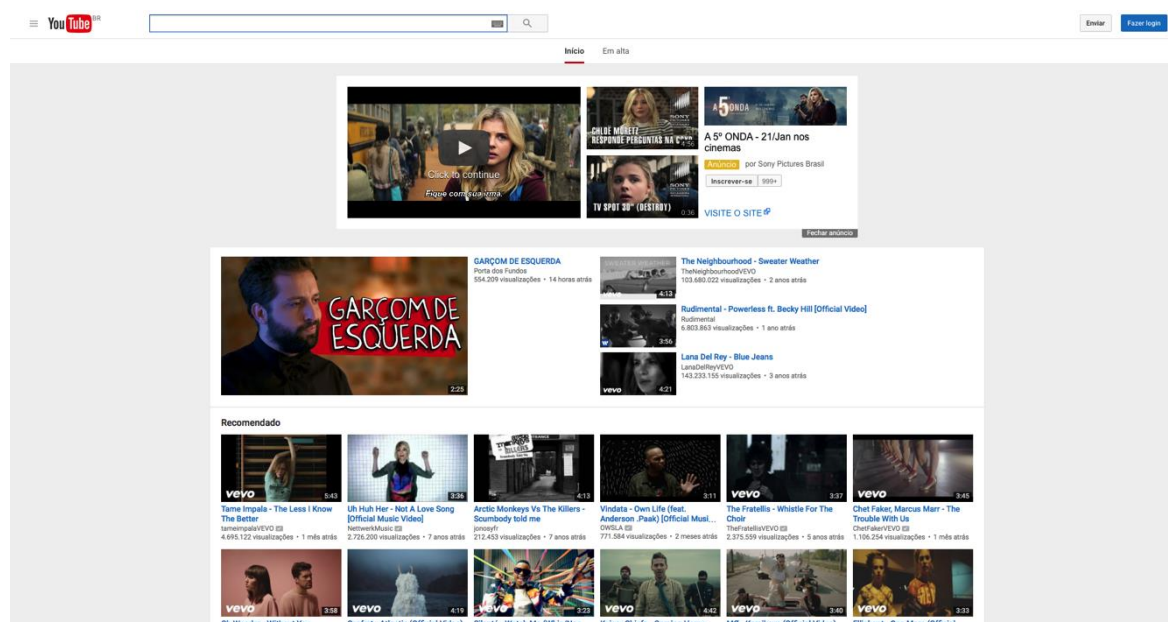 YouTube BR
Enviar
Fazer login
Início Em alta
Click to continue
Fique com sua irmã.
CHLOË MORETZ
RESPONDE PERGUNTAS NA
4:56
TV SPOT 30" (DESTROY)
0:36
A 5ª ONDA
A 5º ONDA - 21/Jan nos
cinemas
Anúncio por Sony Pictures Brasil
Inscrever-se 999+
VISITE O SITE
Fechar anúncio
GARÇOM DE
ESQUERDA
2:25
GARÇOM DE ESQUERDA
Porta dos Fundos
554.209 visualizações • 14 horas atrás
SWEATER WEATHER
vevo
4:13
The Neighbourhood - Sweater Weather
TheNeighbourhoodVEVO
103.680.022 visualizações • 2 anos atrás
3:56
Rudimental - Powerless ft. Becky Hill [Official Video]
Rudimental
6.803.863 visualizações • 1 ano atrás
vevo
4:21
Lana Del Rey - Blue Jeans
LanaDelReyVEVO
143.233.155 visualizações • 3 anos atrás
Recomendado
vevo 5:43
Tame Impala - The Less I Know
The Better
tameimpalaVEVO
4.695.122 visualizações • 1 mês atrás
3:36
Uh Huh Her - Not A Love Song
[Official Music Video]
NettwerkMusic
2.726.200 visualizações • 7 anos atrás
4:13
Arctic Monkeys Vs The Killers -
Scumbody told me
jonosyfr
212.453 visualizações • 7 anos atrás
3:11
Vindata - Own Life (feat.
Anderson .Paak) [Official Musi...
OWSLA
771.584 visualizações • 2 meses atrás
vevo 3:37
The Fratellis - Whistle For The
Choir
TheFratellisVEVO
2.375.559 visualizações • 5 anos atrás
vevo 3:45
Chet Faker, Marcus Marr - The
Trouble With Us
ChetFakerVEVO
1.106.254 visualizações • 1 mês atrás
vevo 3:58
vevo 4:19
3:23
vevo 4:42
vevo 3:40
vevo 3:33